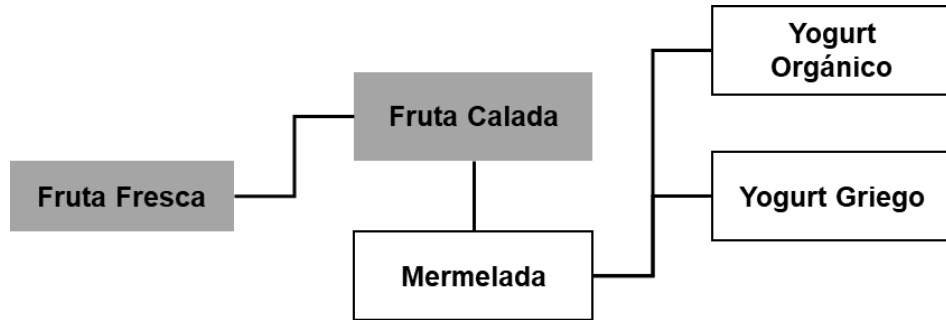 Yogurt
Orgánico
Fruta Calada
Fruta Fresca
Yogurt Griego
Mermelada